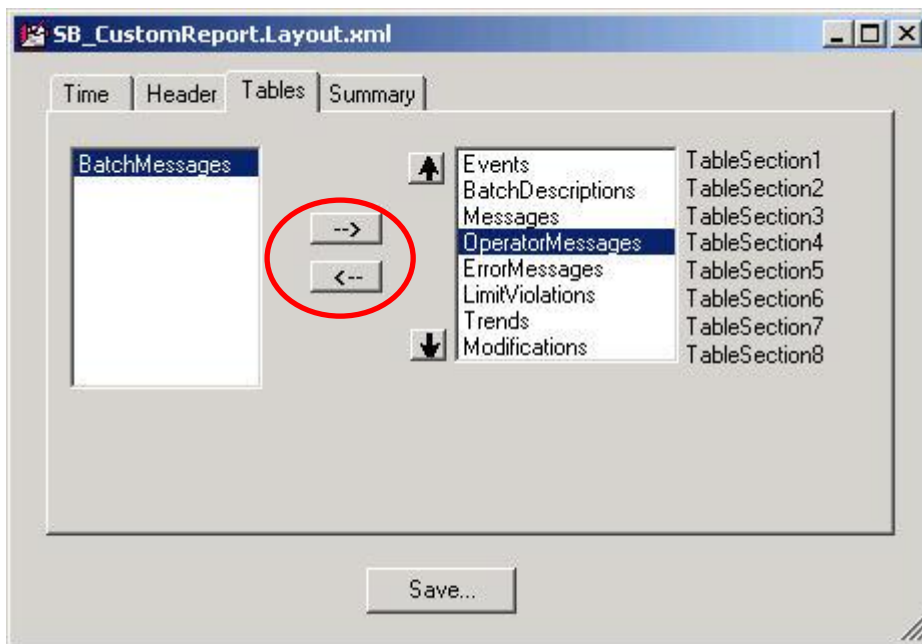 SB_CustomReport.Layout.xml
Time Header Tables Summary
BatchMessages
-->
<--
Events TableSection1
BatchDescriptions TableSection2
Messages TableSection3
OperatorMessages TableSection4
ErrorMessages TableSection5
LimitViolations TableSection6
Trends TableSection7
Modifications TableSection8
Save...